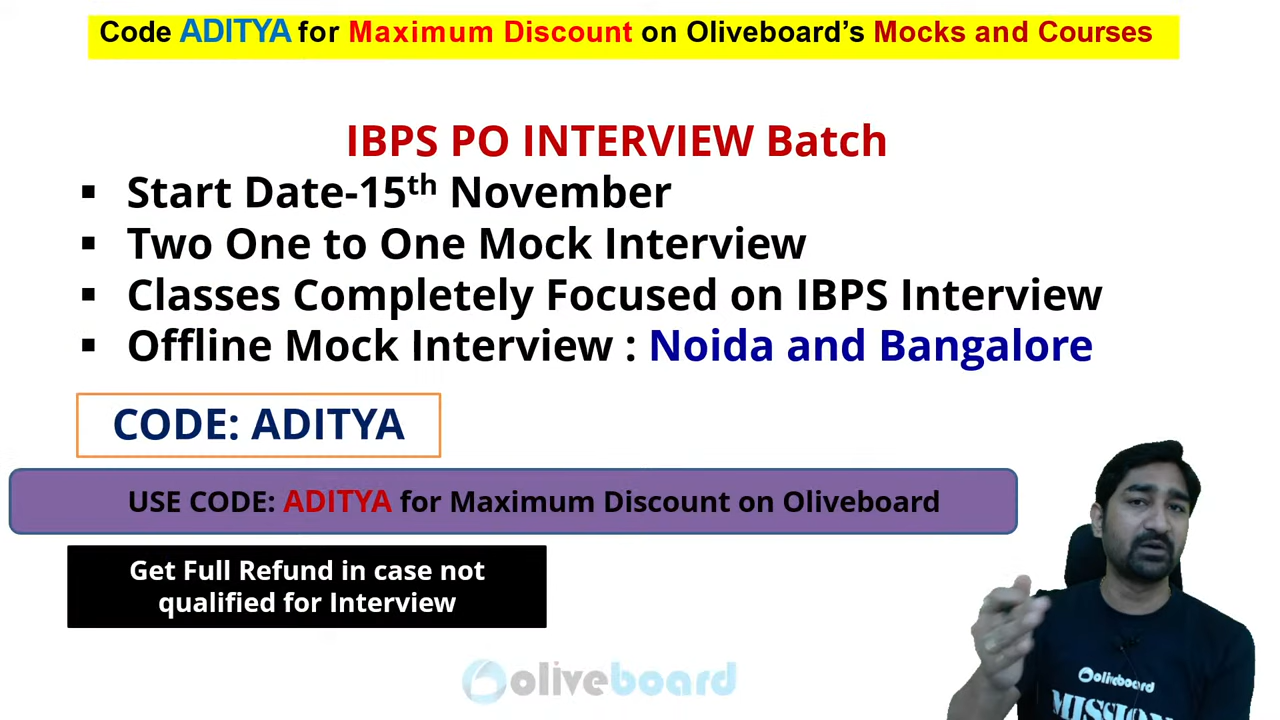 Code ADITYA for Maximum Discount on Oliveboard’s Mocks and Courses
IBPS PO INTERVIEW Batch
▪ Start Date-15th November
▪ Two One to One Mock Interview
▪ Classes Completely Focused on IBPS Interview
▪ Offline Mock Interview : Noida and Bangalore
CODE: ADITYA
USE CODE: ADITYA for Maximum Discount on Oliveboard
Get Full Refund in case not
qualified for Interview
oliveboard
oliveboard
MISSION